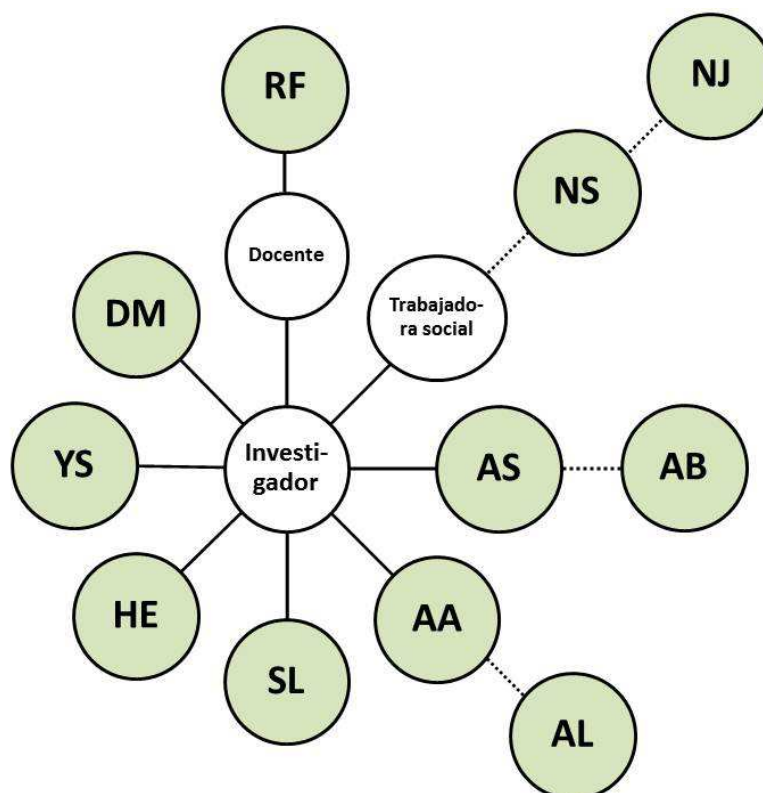 NJ
RF
NS
Docente
Trabajado-
ra social
DM
Investi-
gador
YS
AS
AB
HE
AA
SL
AL